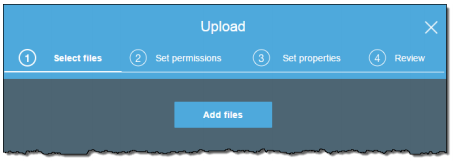 Upload
1 Select files 2 Set permissions 3 Set properties 4 Review
Add files